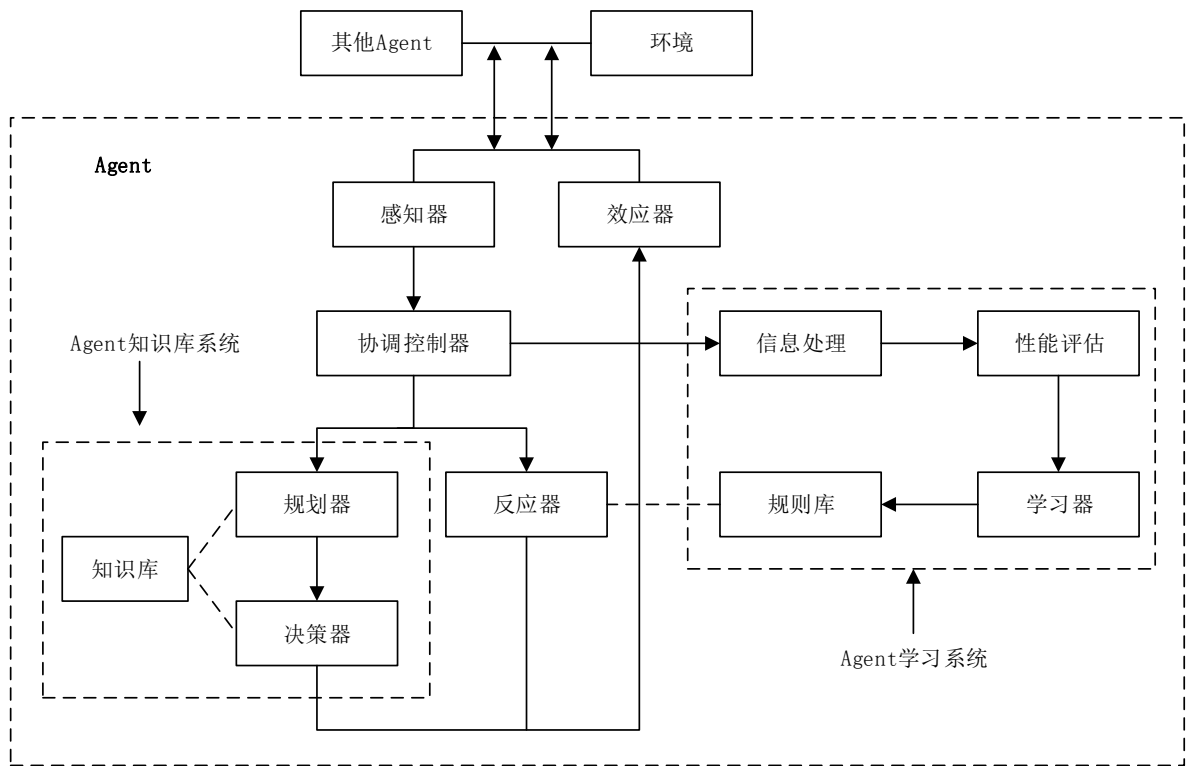 其他Agent
环境
Agent
感知器
效应器
Agent知识库系统
协调控制器
信息处理
性能评估
规划器
反应器
规则库
学习器
知识库
决策器
Agent学习系统